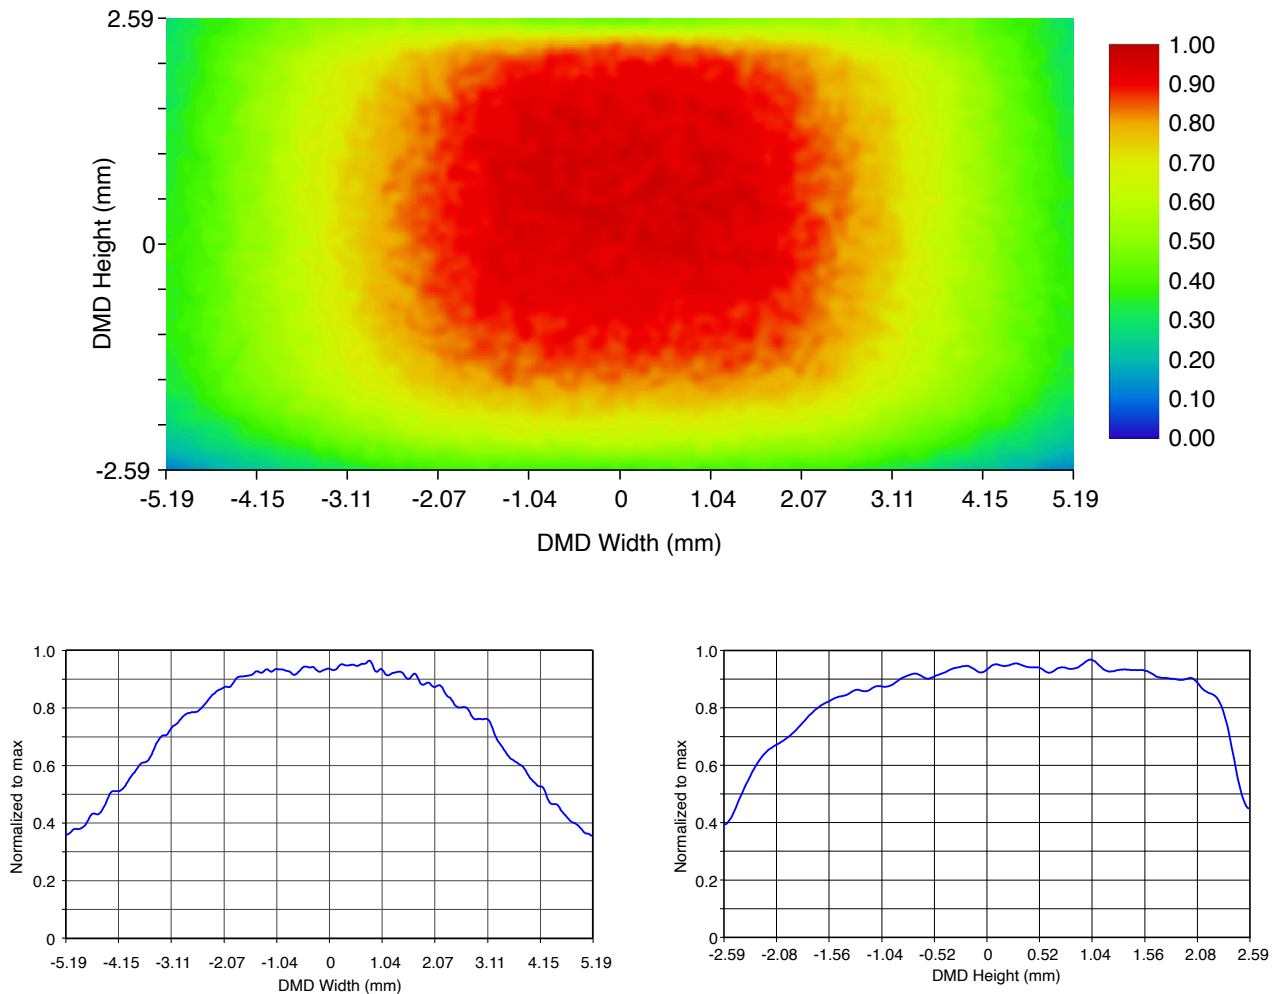 2.59
0
-2.59
DMD Height (mm)
-5.19 -4.15 -3.11 -2.07 -1.04 0 1.04 2.07 3.11 4.15 5.19
DMD Width (mm)
1.00
0.90
0.80
0.70
0.60
0.50
0.40
0.30
0.20
0.10
0.00
1.0
0.8
0.6
0.4
0.2
0
Normalized to max
-5.19 -4.15 -3.11 -2.07 -1.04 0 1.04 2.07 3.11 4.15 5.19
DMD Width (mm)
1.0
0.8
0.6
0.4
0.2
0
Normalized to max
-2.59 -2.08 -1.56 -1.04 -0.52 0 0.52 1.04 1.56 2.08 2.59
DMD Height (mm)